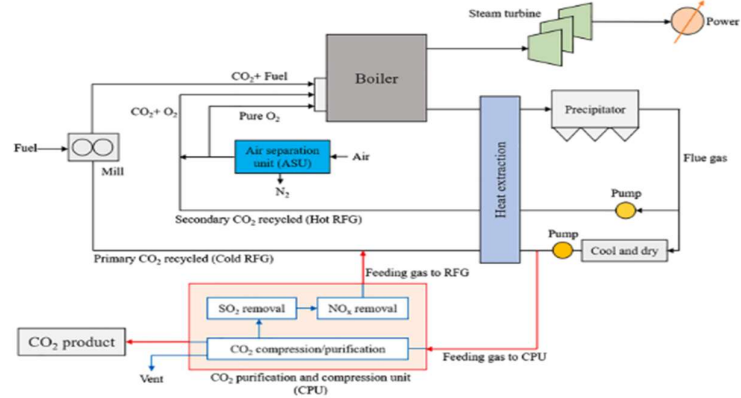 Steam turbine
Power
Boiler
CO₂+ Fuel
CO₂+ O₂
Pure O₂
Precipitator
Fuel
Mill
Air separation
unit (ASU)
Air
N₂
Heat extraction
Flue gas
Pump
Secondary CO₂ recycled (Hot RFG)
Pump
Cool and dry
Primary CO₂ recycled (Cold RFG)
Feeding gas to RFG
SO₂ removal
NOₓ removal
CO₂ product
CO₂ compression/purification
Feeding gas to CPU
Vent
CO₂ purification and compression unit
(CPU)